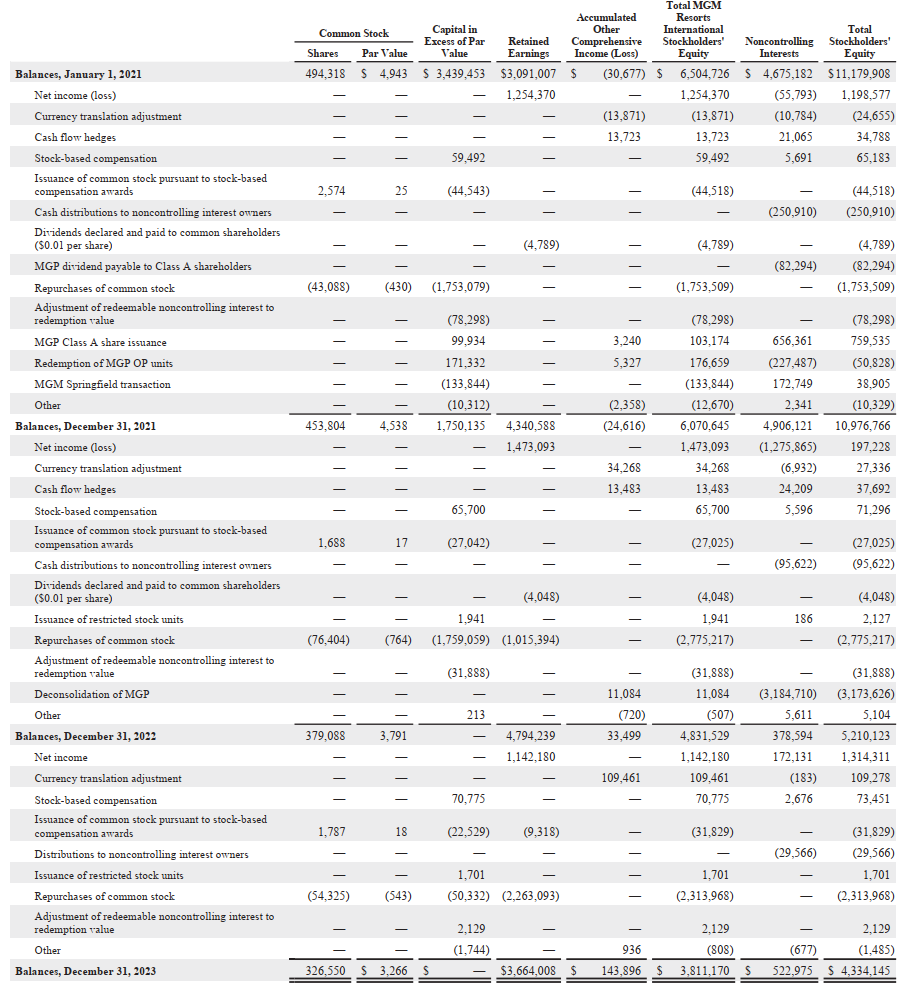 Common Stock Capital in Excess of Par Value Retained Earnings Accumulated Other Comprehensive Income (Loss) Total MGM Resorts International Stockholders' Equity Noncontrolling Interests Total Stockholders' Equity
Shares Par Value
Balances, January 1, 2021 494,318 $ 4,943 $ 3,439,453 $3,091,007 $ (30,677) $ 6,504,726 $ 4,675,182 $11,179,908
Net income (loss) — — — 1,254,370 — 1,254,370 (55,793) 1,198,577
Currency translation adjustment — — — — (13,871) (13,871) (10,784) (24,655)
Cash flow hedges — — — — 13,723 13,723 21,065 34,788
Stock-based compensation — — 59,492 — — 59,492 5,691 65,183
Issuance of common stock pursuant to stock-based
compensation awards 2,574 25 (44,543) — — (44,518) — (44,518)
Cash distributions to noncontrolling interest owners — — — — — — (250,910) (250,910)
Dividends declared and paid to common shareholders
($0.01 per share) — — — (4,789) — (4,789) — (4,789)
MGP dividend payable to Class A shareholders — — — — — — (82,294) (82,294)
Repurchases of common stock (43,088) (430) (1,753,079) — — (1,753,509) — (1,753,509)
Adjustment of redeemable noncontrolling interest to
redemption value — — (78,298) — — (78,298) — (78,298)
MGP Class A share issuance — — 99,934 — 3,240 103,174 656,361 759,535
Redemption of MGP OP units — — 171,332 — 5,327 176,659 (227,487) (50,828)
MGM Springfield transaction — — (133,844) — — (133,844) 172,749 38,905
Other — — (10,312) — (2,358) (12,670) 2,341 (10,329)
Balances, December 31, 2021 453,804 4,538 1,750,135 4,340,588 (24,616) 6,070,645 4,906,121 10,976,766
Net income (loss) — — — 1,473,093 — 1,473,093 (1,275,865) 197,228
Currency translation adjustment — — — — 34,268 34,268 (6,932) 27,336
Cash flow hedges — — — — 13,483 13,483 24,209 37,692
Stock-based compensation — — 65,700 — — 65,700 5,596 71,296
Issuance of common stock pursuant to stock-based
compensation awards 1,688 17 (27,042) — — (27,025) — (27,025)
Cash distributions to noncontrolling interest owners — — — — — — (95,622) (95,622)
Dividends declared and paid to common shareholders
($0.01 per share) — — — (4,048) — (4,048) — (4,048)
Issuance of restricted stock units — — 1,941 — — 1,941 186 2,127
Repurchases of common stock (76,404) (764) (1,759,059) (1,015,394) — (2,775,217) — (2,775,217)
Adjustment of redeemable noncontrolling interest to
redemption value — — (31,888) — — (31,888) — (31,888)
Deconsolidation of MGP — — — — 11,084 11,084 (3,184,710) (3,173,626)
Other — — 213 — (720) (507) 5,611 5,104
Balances, December 31, 2022 379,088 3,791 — 4,794,239 33,499 4,831,529 378,594 5,210,123
Net income — — — 1,142,180 — 1,142,180 172,131 1,314,311
Currency translation adjustment — — — — 109,461 109,461 (183) 109,278
Stock-based compensation — — 70,775 — — 70,775 2,676 73,451
Issuance of common stock pursuant to stock-based
compensation awards 1,787 18 (22,529) (9,318) — (31,829) — (31,829)
Distributions to noncontrolling interest owners — — — — — — (29,566) (29,566)
Issuance of restricted stock units — — 1,701 — — 1,701 — 1,701
Repurchases of common stock (54,325) (543) (50,332) (2,263,093) — (2,313,968) — (2,313,968)
Adjustment of redeemable noncontrolling interest to
redemption value — — 2,129 — — 2,129 — 2,129
Other — — (1,744) — 936 (808) (677) (1,485)
Balances, December 31, 2023 326,550 $ 3,266 $ — $3,664,008 $ 143,896 $ 3,811,170 $ 522,975 $ 4,334,145